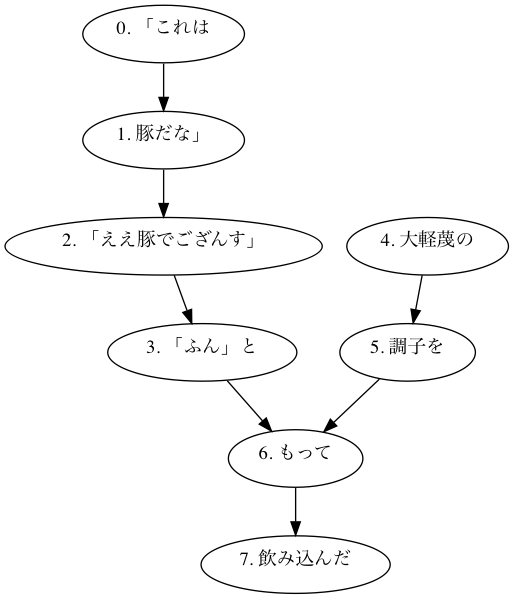 0. 「これは
1. 豚だな」
2. 「ええ豚でござんす」
4. 大軽蔑の
3. 「ふん」と
5. 調子を
6. もって
7. 飲み込んだ